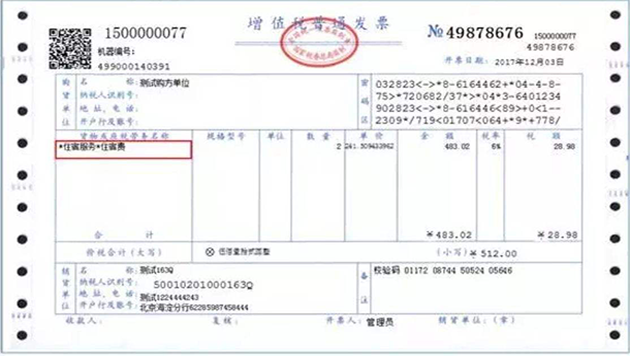 1500000077
增值税普通发票
№ 49878676
1500000077
49878676
机器编号:
499000140391
开票日期: 2017年12月03日
购买方
名 称: 测试购方单位
纳税人识别号:
地址、电话:
开户行及账号:
密码区
032823<->*8-6164462+*04-4-8-
75>*720682/37*>*04*3-6401234
902823<->*8-616446<89>+0<1--
2309*/719<01707<064+*9*+778/
货物或应税劳务名称 规格型号 单位 数量 单价 金额 税率 税额
*住宿服务*住宿费 2 241.509433962 483.02 6% 28.98
合计 ¥483.02 ¥28.98
价税合计（大写） ⊗ 伍佰壹拾贰圆整 （小写）¥512.00
名 称: 测试163Q
纳税人识别号: 50010201000163Q
地址、电话: 测试1224444243
开户行及账号: 北京海淀分行62285987458444
备注
校验码 01172 08744 50524 05646
收款人: 复核: 开票人: 管理员 销货单位:（章）